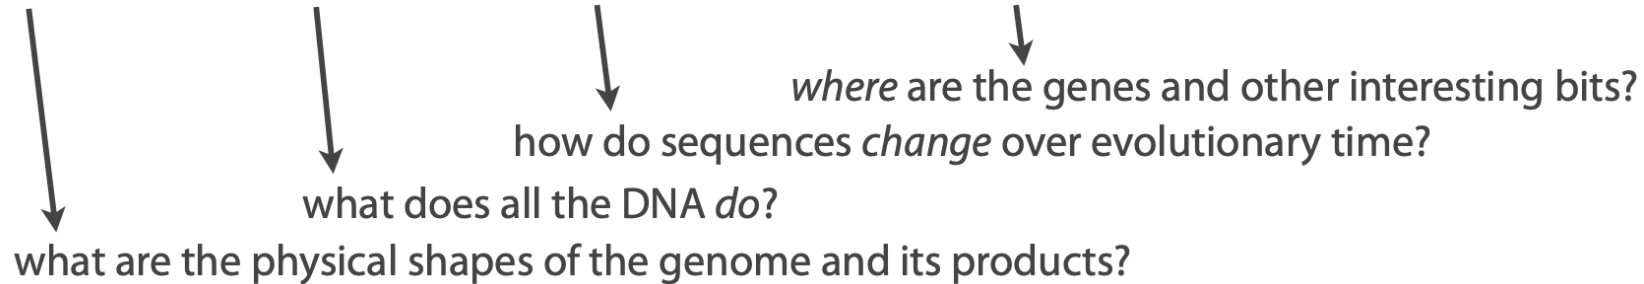 where are the genes and other interesting bits?
how do sequences change over evolutionary time?
what does all the DNA do?
what are the physical shapes of the genome and its products?